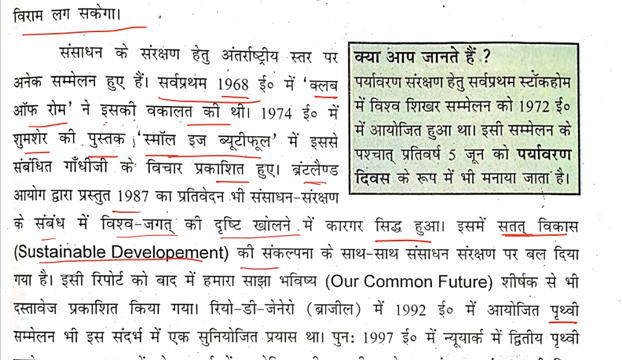 विराम लग सकेगा।
संसाधन के संरक्षण हेतु अंतर्राष्ट्रीय स्तर पर
अनेक सम्मेलन हुए हैं। सर्वप्रथम 1968 ई० में 'क्लब
ऑफ रोम' ने इसकी वकालत की थी। 1974 ई० में
शुमशेर की पुस्तक 'स्मॉल इज ब्यूटीफूल' में इससे
संबंधित गाँधीजी के विचार प्रकाशित हुए। ब्रंटलैण्ड
आयोग द्वारा प्रस्तुत 1987 का प्रतिवेदन भी संसाधन-संरक्षण
के संबंध में विश्व-जगत् की दृष्टि खोलने में कारगर सिद्ध हुआ। इसमें सतत् विकास
(Sustainable Developement) की संकल्पना के साथ-साथ संसाधन संरक्षण पर बल दिया
गया है। इसी रिपोर्ट को बाद में हमारा साझा भविष्य (Our Common Future) शीर्षक से भी
दस्तावेज प्रकाशित किया गया। रियो-डी-जेनेरो (ब्राजील) में 1992 ई० में आयोजित पृथ्वी
सम्मेलन भी इस संदर्भ में एक सुनियोजित प्रयास था। पुन: 1997 ई० में न्यूयार्क में द्वितीय पृथ्वी
क्या आप जानते हैं ?
पर्यावरण संरक्षण हेतु सर्वप्रथम स्टॉकहोम
में विश्व शिखर सम्मेलन को 1972 ई०
में आयोजित हुआ था। इसी सम्मेलन के
पश्चात् प्रतिवर्ष 5 जून को पर्यावरण
दिवस के रूप में भी मनाया जाता है।